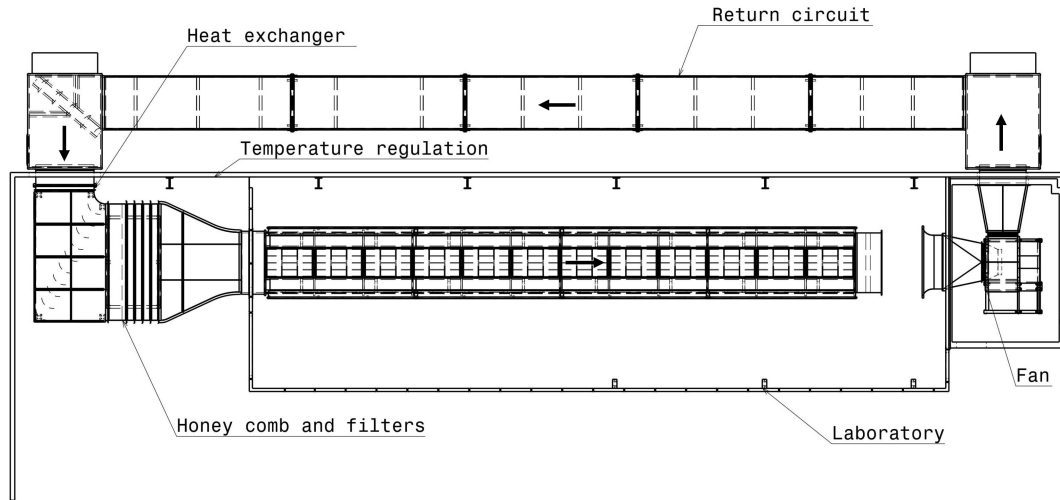 Return circuit
Heat exchanger
Temperature regulation
Fan
Honey comb and filters
Laboratory